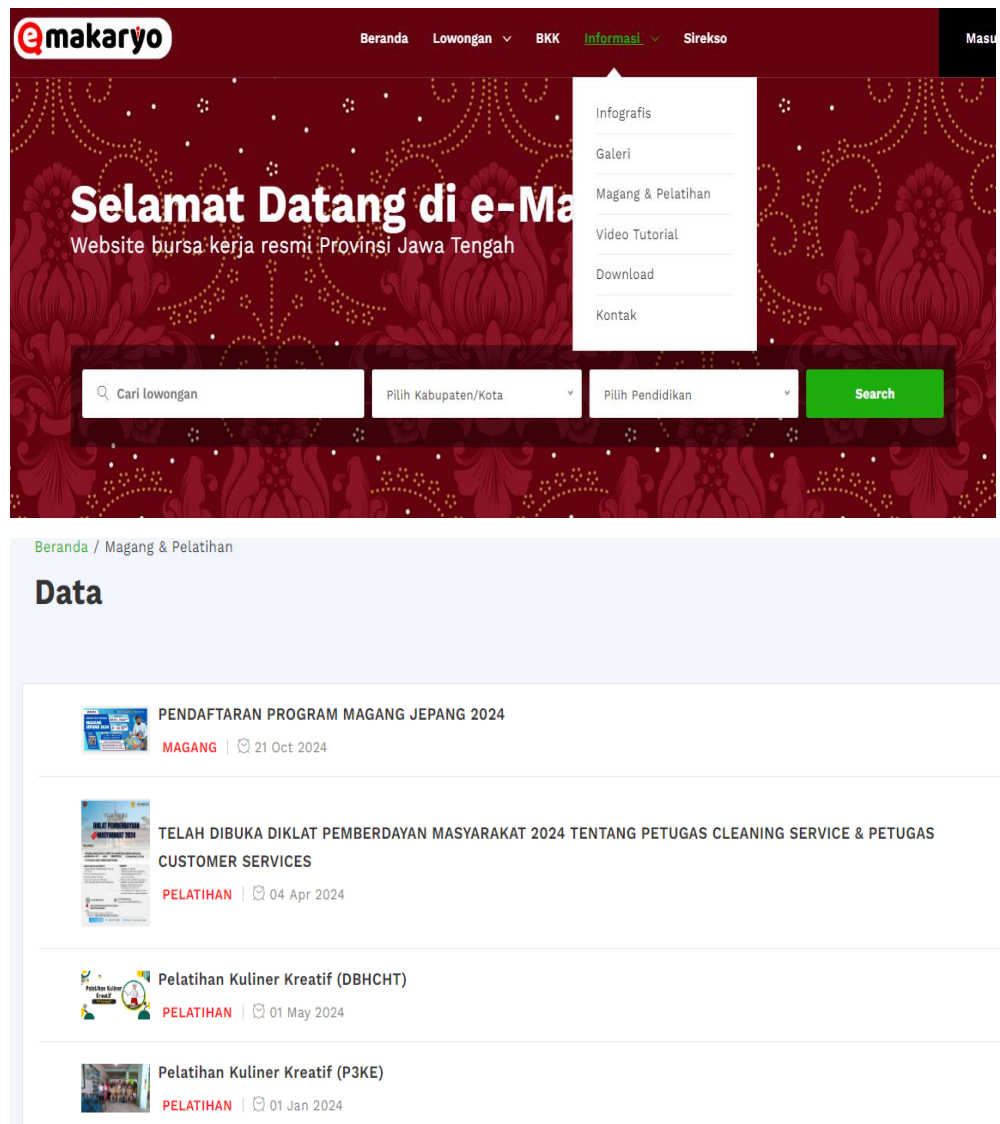 emakaryo
Beranda Lowongan BKK Informasi Sirekso Masu
Infografis
Galeri
Magang & Pelatihan
Video Tutorial
Download
Kontak
Selamat Datang di e-Ma
Website bursa kerja resmi Provinsi Jawa Tengah
Cari lowongan Pilih Kabupaten/Kota Pilih Pendidikan Search
Beranda / Magang & Pelatihan
Data
PENDAFTARAN PROGRAM MAGANG JEPANG 2024
MAGANG 21 Oct 2024
TELAH DIBUKA DIKLAT PEMBERDAYAN MASYARAKAT 2024 TENTANG PETUGAS CLEANING SERVICE & PETUGAS
CUSTOMER SERVICES
PELATIHAN 04 Apr 2024
Pelatihan Kuliner Kreatif (DBHCHT)
PELATIHAN 01 May 2024
Pelatihan Kuliner Kreatif (P3KE)
PELATIHAN 01 Jan 2024